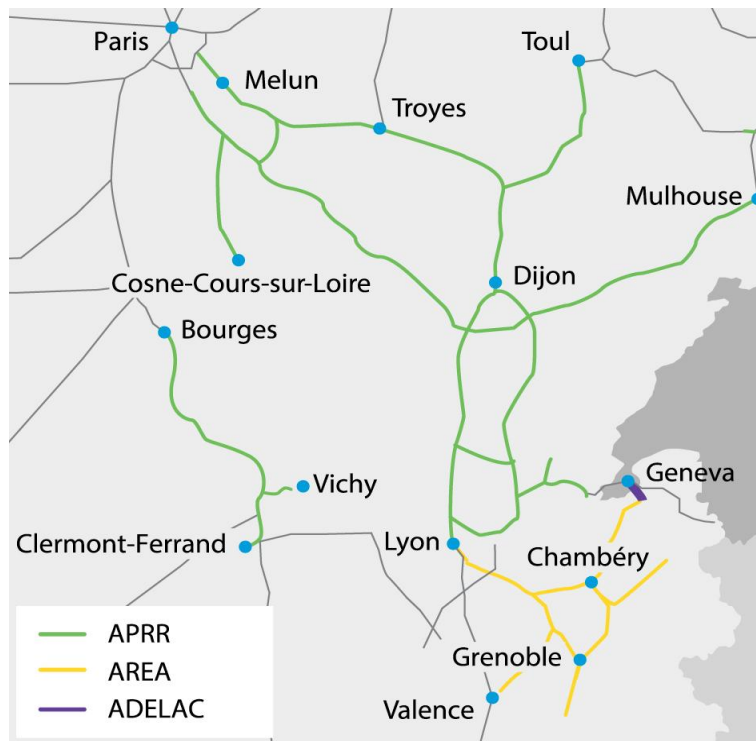 Paris
Toul
Melun
Troyes
Mulhouse
Cosne-Cours-sur-Loire
Dijon
Bourges
Geneva
Vichy
Clermont-Ferrand
Lyon
Chambéry
APRR
Grenoble
AREA
Valence
ADELAC